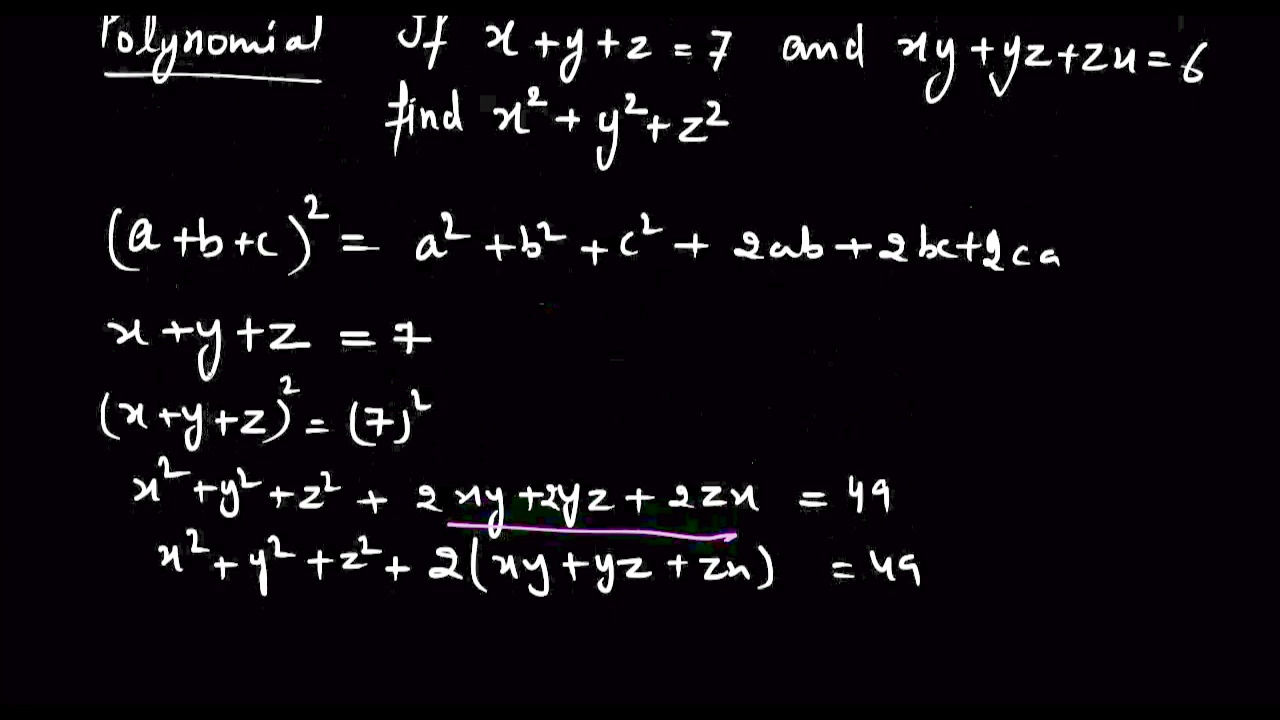 Polynomial If x + y + z = 7 and xy + yz + zx = 6
find x² + y² + z²
(a + b + c)² = a² + b² + c² + 2ab + 2bc + 2ca
x + y + z = 7
(x + y + z)² = (7)²
x² + y² + z² + 2xy + 2yz + 2zx = 49
x² + y² + z² + 2(xy + yz + zx) = 49